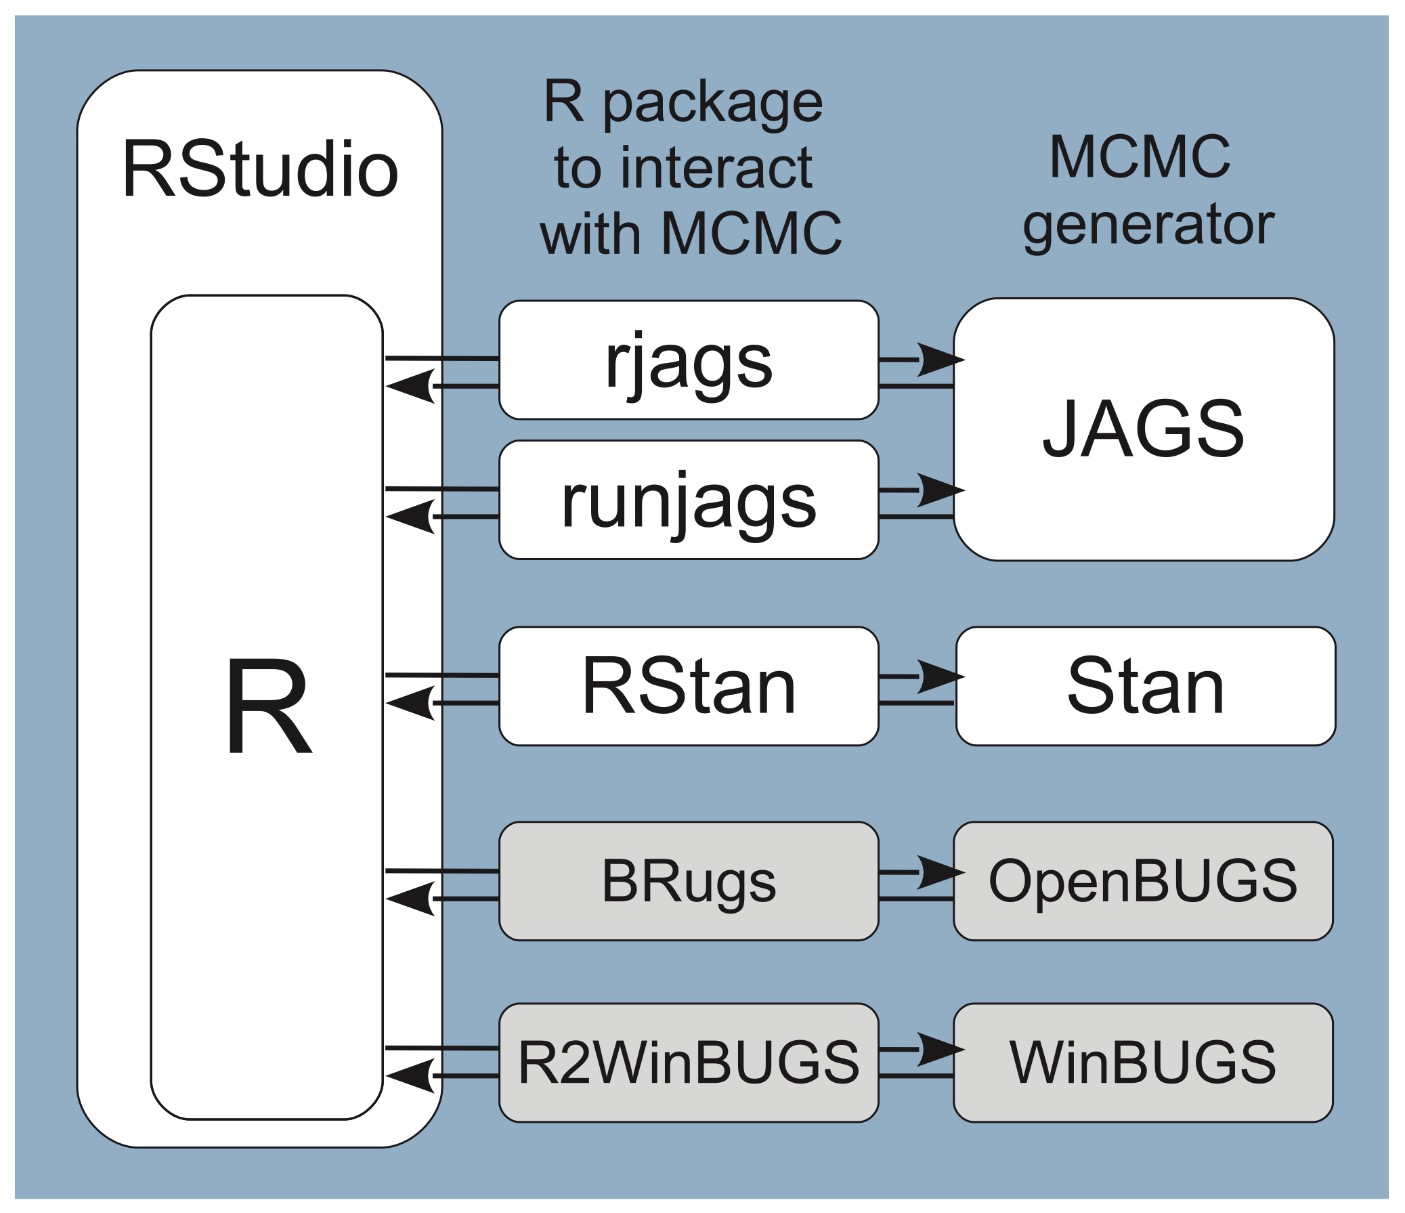 RStudio
R
R package
to interact
with MCMC
MCMC
generator
rjags
runjags
JAGS
RStan
Stan
BRugs
OpenBUGS
R2WinBUGS
WinBUGS